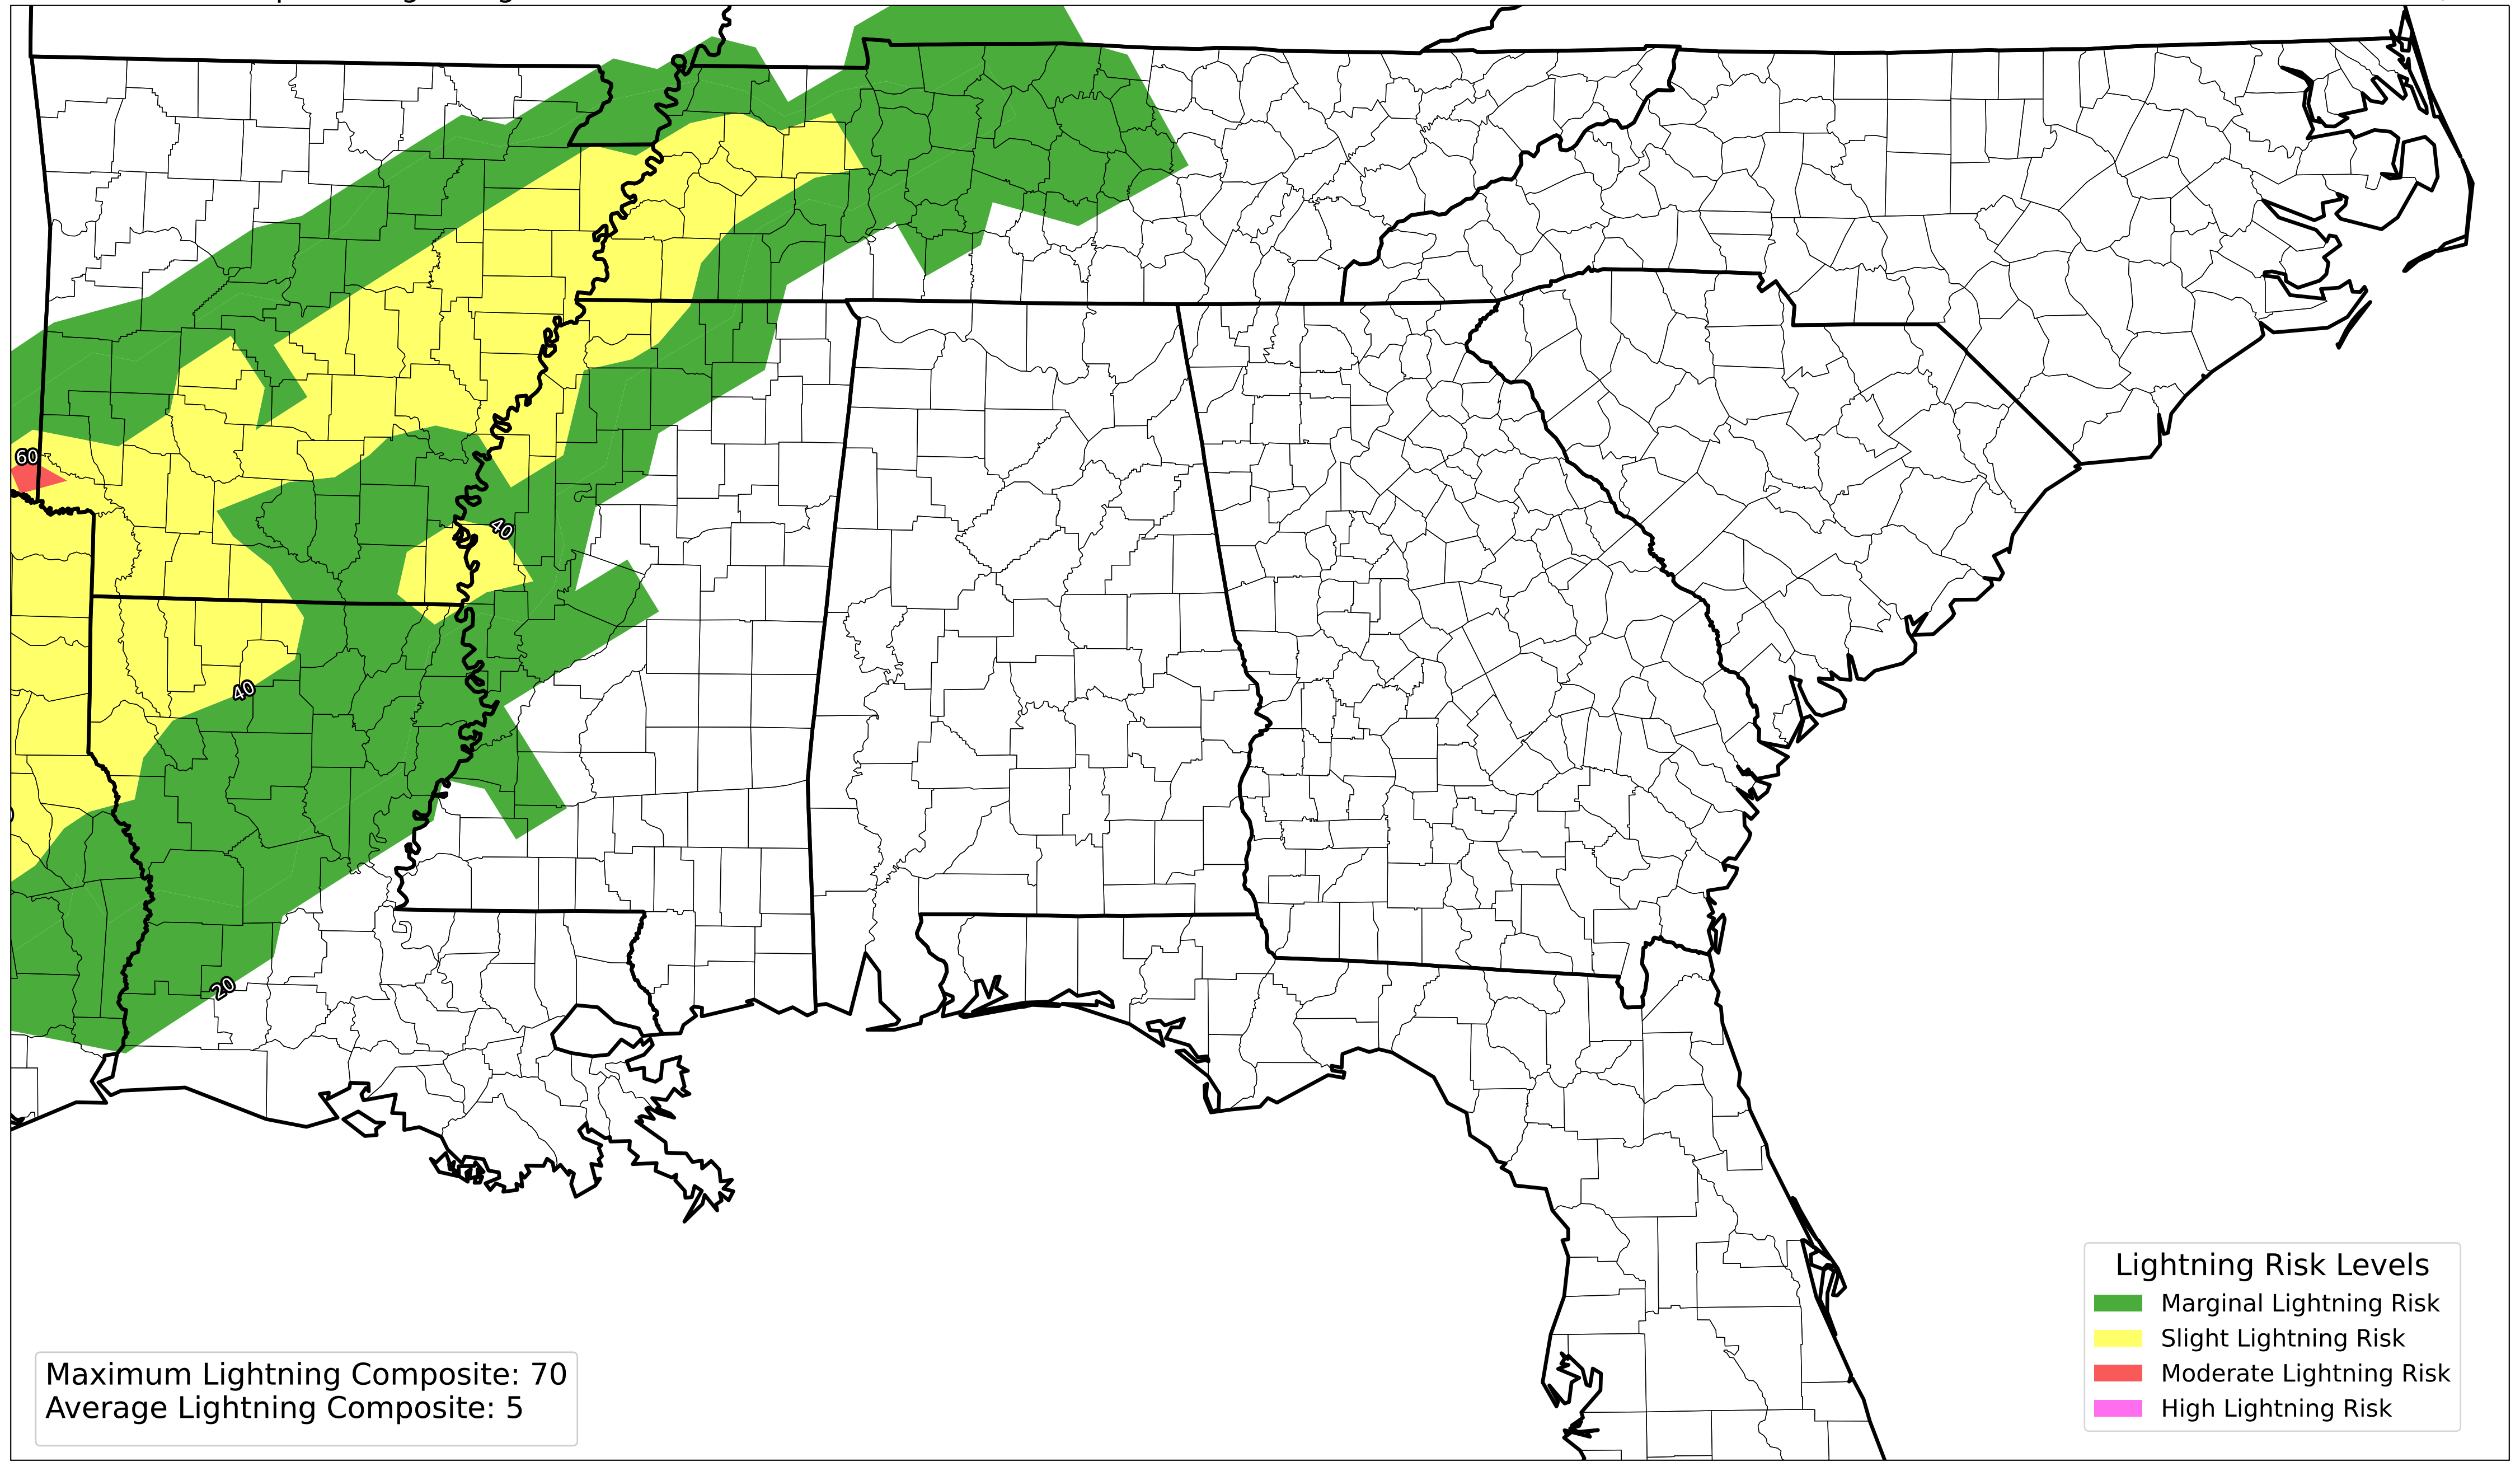 60
40
40
20
Lightning Risk Levels
Marginal Lightning Risk
Slight Lightning Risk
Moderate Lightning Risk
High Lightning Risk
Maximum Lightning Composite: 70
Average Lightning Composite: 5